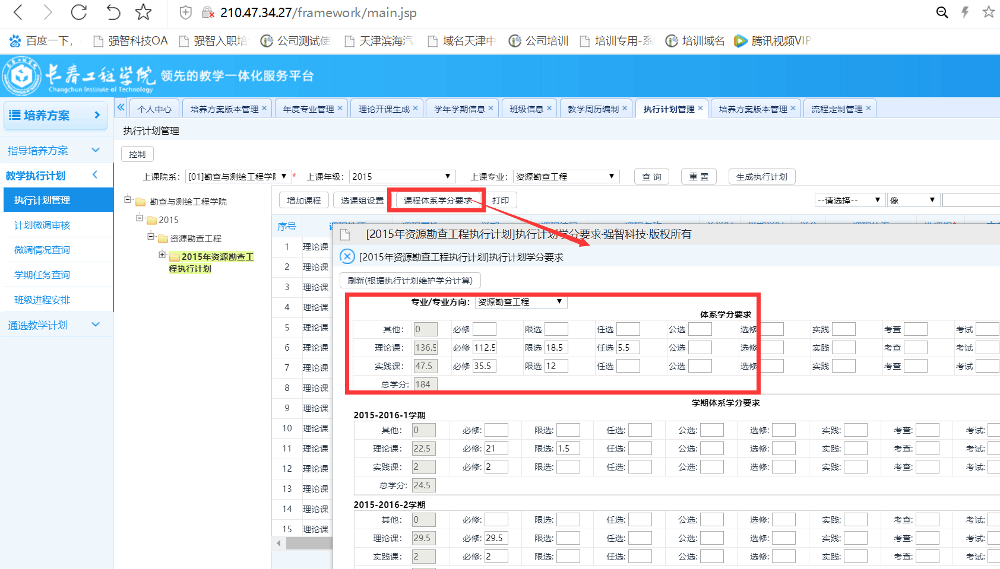 210.47.34.27/framework/main.jsp
百度一下, 强智科技OA 强智入职培 公司测试使 天津滨海汽 域名天津中 公司培训 培训专用-系 培训域名 腾讯视频VIP
长春工程学院 领先的教学一体化服务平台
Changchun Institute of Technology
培养方案
指导培养方案
教学执行计划
执行计划管理
计划微调审核
微调情况查询
学期任务查询
班级进程安排
通选教学计划
个人中心 培养方案版本管理 年度专业管理 理论开课生成 学年学期信息 班级信息 教学周历编制 执行计划管理 培养方案版本管理 流程定制管理
执行计划管理
控制
上课院系: [01]勘查与测绘工程学院 * 上课年级: 2015 上课专业: 资源勘查工程 查 询 重 置 生成执行计划
勘查与测绘工程学院
2015
资源勘查工程
2015年资源勘查工
程执行计划
增加课程 选课组设置 课程体系学分要求 打印 --请选择-- 像
序号
1 理论课
2 理论课
3 理论课
4 理论课
5 理论课
6 理论课
7 理论课
8 理论课
9 理论课
10 理论课
11 理论课
12 理论课
13 理论课
14 理论课
15 理论课
[2015年资源勘查工程执行计划]执行计划学分要求·强智科技·版权所有
[2015年资源勘查工程执行计划]执行计划学分要求
刷新(根据执行计划维护学分计算)
专业/专业方向: 资源勘查工程
体系学分要求
其他: 0 必修 限选 任选 公选 选修 实践 考查 考试
理论课: 136.5 必修 112.5 限选 18.5 任选 5.5 公选 选修 实践 考查 考试
实践课: 47.5 必修 35.5 限选 12 任选 公选 选修 实践 考查 考试
总学分: 184
学期体系学分要求
2015-2016-1学期
其他: 0 必修: 限选: 任选: 公选: 选修: 实践: 考查: 考试:
理论课: 22.5 必修: 21 限选: 1.5 任选: 公选: 选修: 实践: 考查: 考试:
实践课: 2 必修: 2 限选: 任选: 公选: 选修: 实践: 考查: 考试:
总学分: 24.5
2015-2016-2学期
其他: 0 必修: 限选: 任选: 公选: 选修: 实践: 考查: 考试:
理论课: 29.5 必修: 29.5 限选: 任选: 公选: 选修: 实践: 考查: 考试:
实践课: 2 必修: 2 限选: 任选: 公选: 选修: 实践: 考查: 考试: